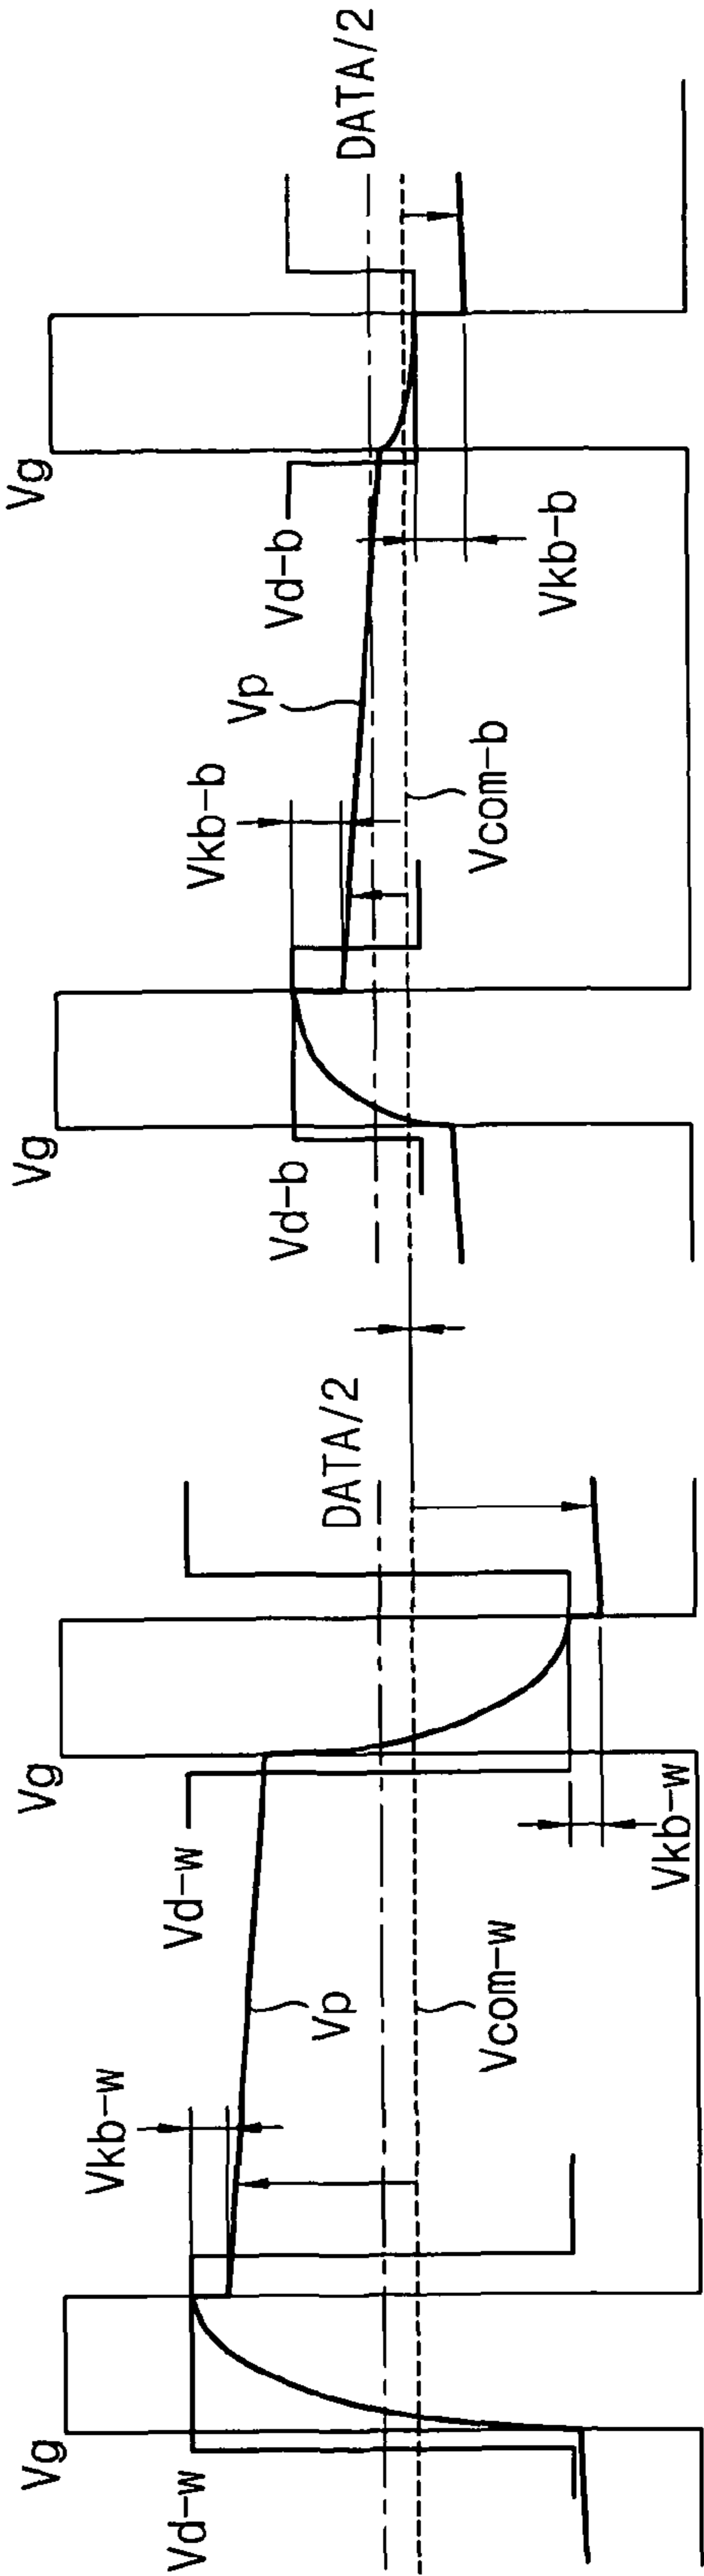 Vg
Vd-w
Vkb-w
Vp
Vcom-w
Vg
Vd-w
Vkb-w
DATA/2
Vg
Vd-b
Vkb-b
Vp
Vcom-b
Vg
Vd-b
Vkb-b
DATA/2